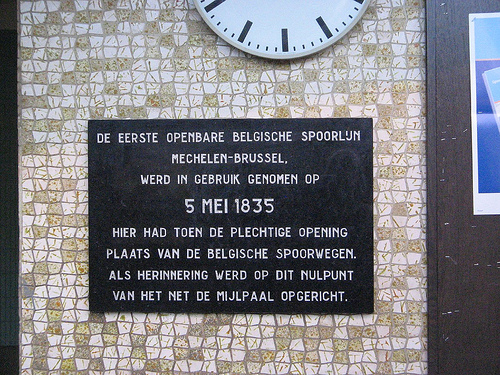 DE EERSTE OPENBARE BELGISCHE SPOORLIJN
MECHELEN-BRUSSEL,
WERD IN GEBRUIK GENOMEN OP
5 MEI 1835
HIER HAD TOEN DE PLECHTIGE OPENING
PLAATS VAN DE BELGISCHE SPOORWEGEN.
ALS HERINNERING WERD OP DIT NULPUNT
VAN HET NET DE MIJLPAAL OPGERICHT.